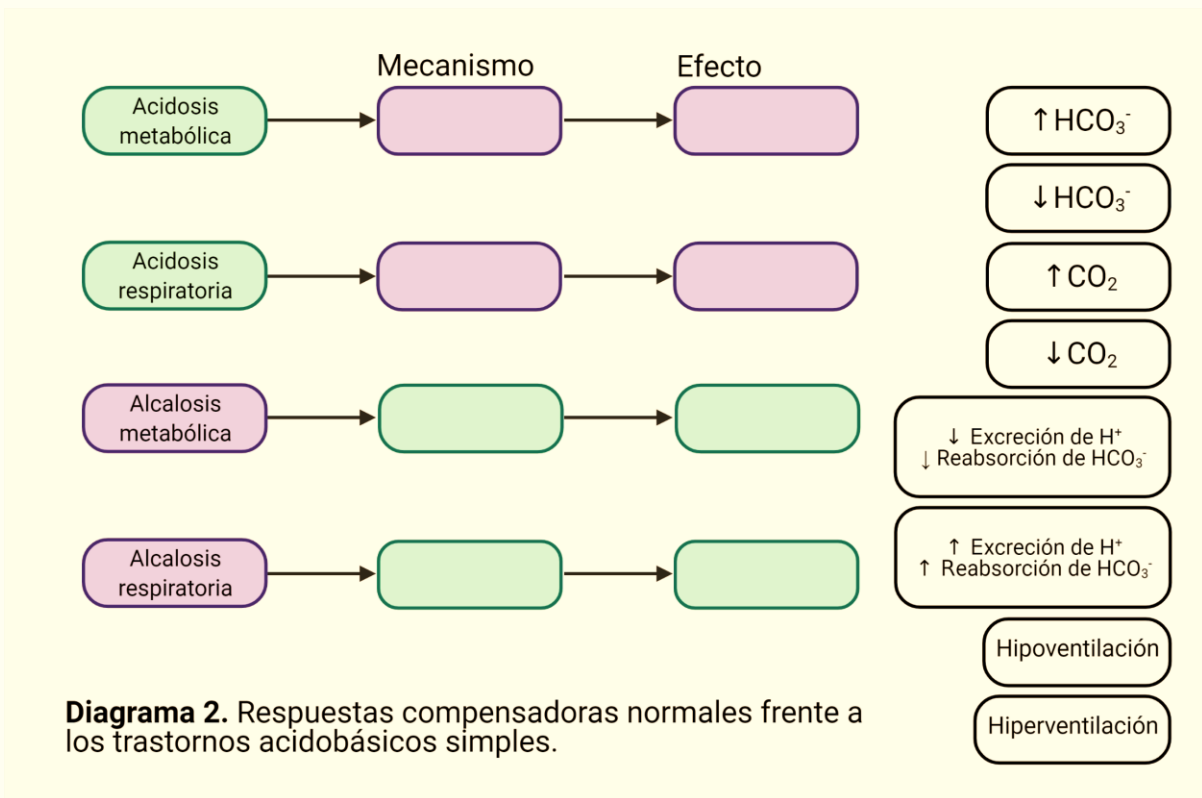 Mecanismo
Efecto
Acidosis
metabólica
Acidosis
respiratoria
Alcalosis
metabólica
Alcalosis
respiratoria
↑ HCO₃⁻
↓ HCO₃⁻
↑ CO₂
↓ CO₂
↓ Excreción de H⁺
↓ Reabsorción de HCO₃⁻
↑ Excreción de H⁺
↑ Reabsorción de HCO₃⁻
Hipoventilación
Hiperventilación
Diagrama 2. Respuestas compensadoras normales frente a
los trastornos acidobásicos simples.